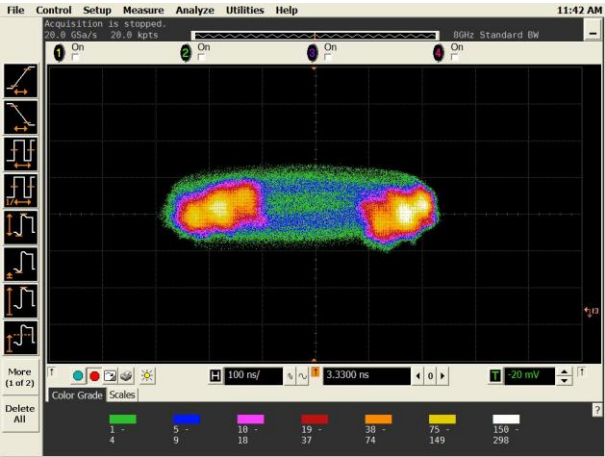 File Control Setup Measure Analyze Utilities Help 11:42 AM
Acquisition is stopped.
20.0 GSa/s 20.0 kpts 8GHz Standard BW
1 On 2 On 3 On 4 On
1/
More
(1 of 2)
Delete
All
H 100 ns/ 3.3300 ns 0 T -20 mV
Color Grade Scales
?
1 - 5 - 10 - 19 - 38 - 75 - 150 -
4 9 18 37 74 149 298